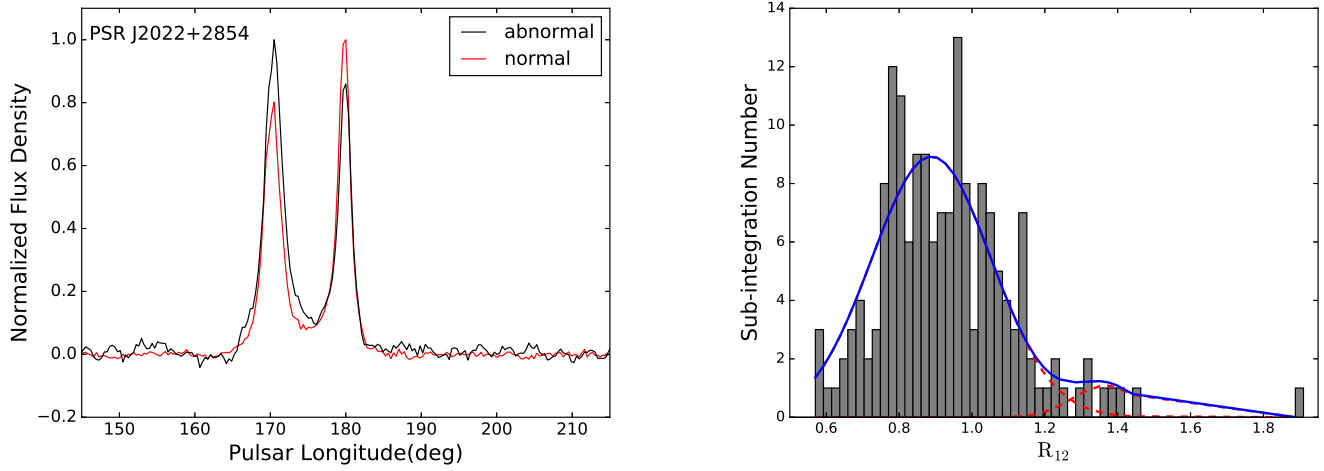 PSR J2022+2854
abnormal
normal
Normalized Flux Density
1.0
0.8
0.6
0.4
0.2
0.0
−0.2
150 160 170 180 190 200 210
Pulsar Longitude(deg)
Sub-integration Number
14
12
10
8
6
4
2
0
0.6 0.8 1.0 1.2 1.4 1.6 1.8
R₁₂